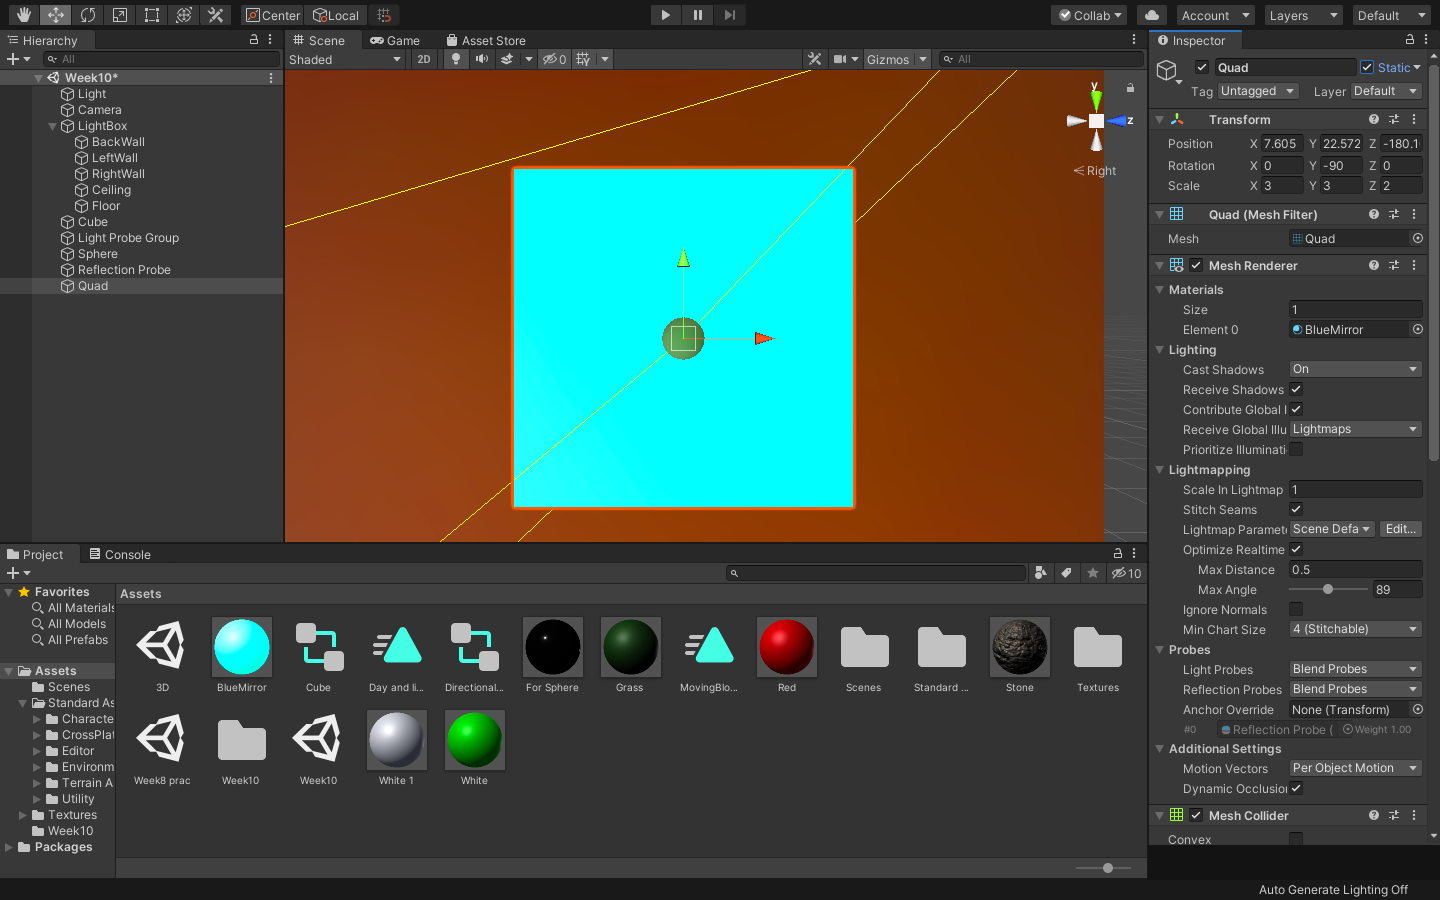 Center
Local
Collab
Account
Layers
Default
Hierarchy
All
Week10*
Light
Camera
LightBox
BackWall
LeftWall
RightWall
Ceiling
Floor
Cube
Light Probe Group
Sphere
Reflection Probe
Quad
Scene
Game
Asset Store
Shaded
2D
0
Gizmos
All
y
z
Right
Inspector
Quad
Static
Tag Untagged Layer Default
Transform
Position X 7.605 Y 22.572 Z -180.1
Rotation X 0 Y -90 Z 0
Scale X 3 Y 3 Z 2
Quad (Mesh Filter)
Mesh Quad
Mesh Renderer
Materials
Size 1
Element 0 BlueMirror
Lighting
Cast Shadows On
Receive Shadows
Contribute Global I
Receive Global Illu Lightmaps
Prioritize Illuminati
Lightmapping
Scale In Lightmap 1
Stitch Seams
Lightmap Paramet Scene Defa Edit...
Optimize Realtime
Max Distance 0.5
Max Angle 89
Ignore Normals
Min Chart Size 4 (Stitchable)
Probes
Light Probes Blend Probes
Reflection Probes Blend Probes
Anchor Override None (Transform)
#0 Reflection Probe ( Weight 1.00
Additional Settings
Motion Vectors Per Object Motion
Dynamic Occlusion
Mesh Collider
Convex
Project
Console
10
Favorites
All Materials
All Models
All Prefabs
Assets
Scenes
Standard As
Characte
CrossPlat
Editor
Environm
Terrain A
Utility
Textures
Week10
Packages
Assets
3D
BlueMirror
Cube
Day and li...
Directional...
For Sphere
Grass
MovingBlo...
Red
Scenes
Standard ...
Stone
Textures
Week8 prac
Week10
Week10
White 1
White
Auto Generate Lighting Off